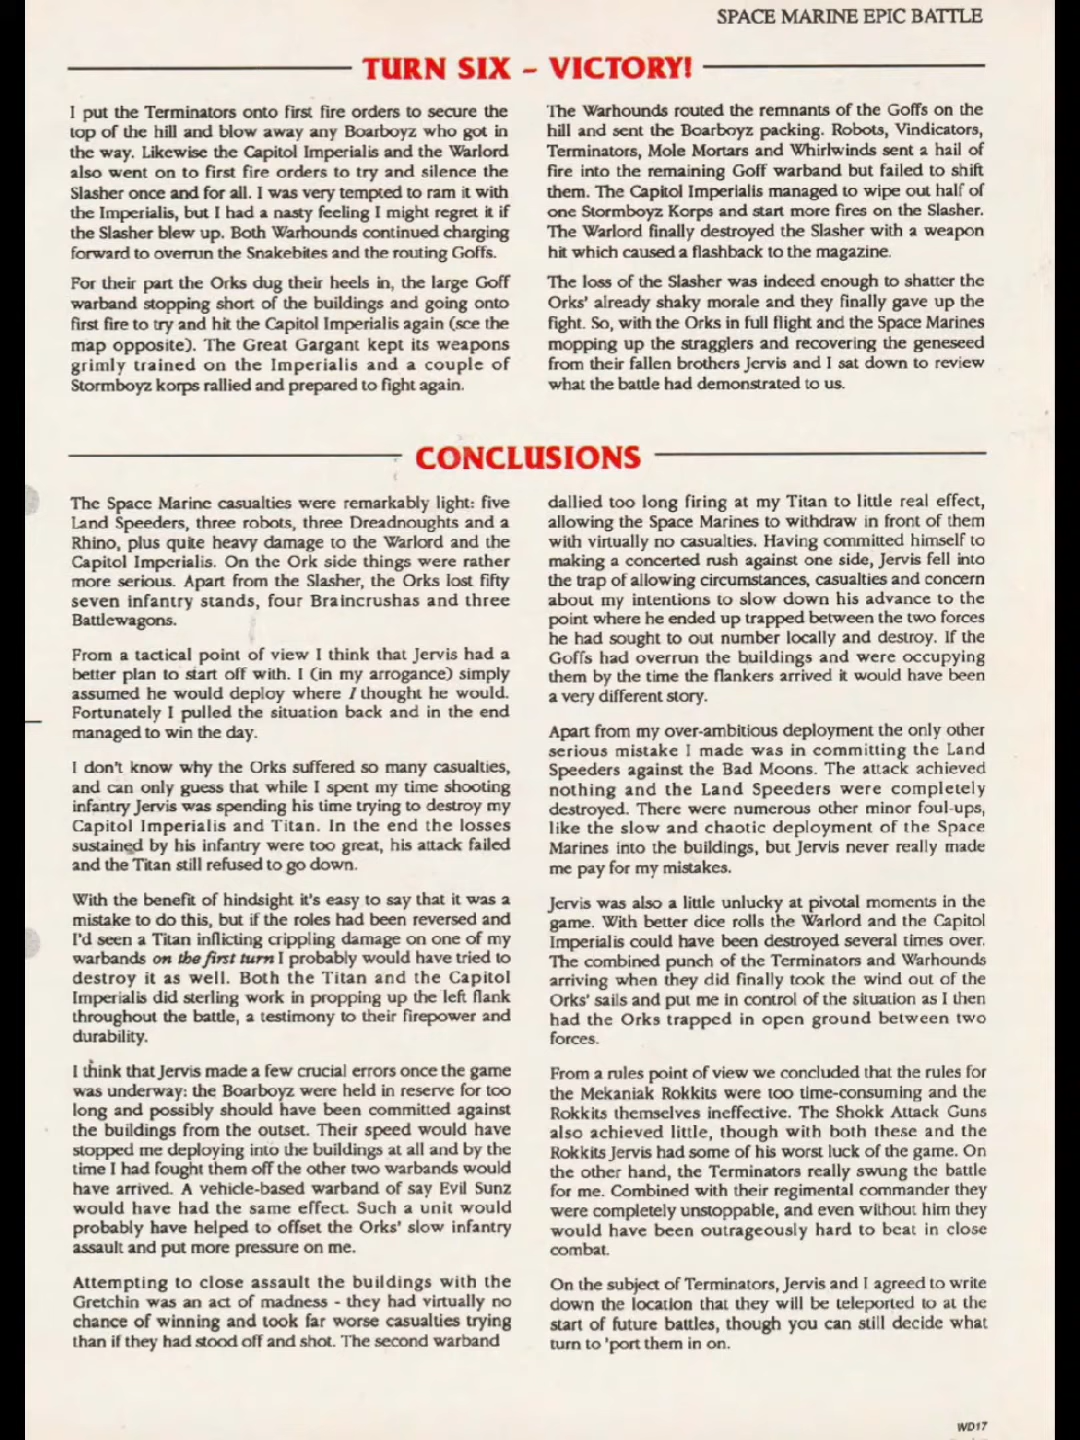 SPACE MARINE EPIC BATTLE
TURN SIX - VICTORY!
I put the Terminators onto first fire orders to secure the
top of the hill and blow away any Boarboyz who got in
the way. Likewise the Capitol Imperialis and the Warlord
also went on to first fire orders to try and silence the
Slasher once and for all. I was very tempted to ram it with
the Imperialis, but I had a nasty feeling I might regret it if
the Slasher blew up. Both Warhounds continued charging
forward to overrun the Snakebites and the routing Goffs.
For their part the Orks dug their heels in, the large Goff
warband stopping short of the buildings and going onto
first fire to try and hit the Capitol Imperialis again (see the
map opposite). The Great Gargant kept its weapons
grimly trained on the Imperialis and a couple of
Stormboyz korps rallied and prepared to fight again.
The Warhounds routed the remnants of the Goffs on the
hill and sent the Boarboyz packing. Robots, Vindicators,
Terminators, Mole Mortars and Whirlwinds sent a hail of
fire into the remaining Goff warband but failed to shift
them. The Capitol Imperialis managed to wipe out half of
one Stormboyz Korps and start more fires on the Slasher.
The Warlord finally destroyed the Slasher with a weapon
hit which caused a flashback to the magazine.
The loss of the Slasher was indeed enough to shatter the
Orks' already shaky morale and they finally gave up the
fight. So, with the Orks in full flight and the Space Marines
mopping up the stragglers and recovering the geneseed
from their fallen brothers Jervis and I sat down to review
what the battle had demonstrated to us.
CONCLUSIONS
The Space Marine casualties were remarkably light: five
Land Speeders, three robots, three Dreadnoughts and a
Rhino, plus quite heavy damage to the Warlord and the
Capitol Imperialis. On the Ork side things were rather
more serious. Apart from the Slasher, the Orks lost fifty
seven infantry stands, four Braincrushas and three
Battlewagons.
From a tactical point of view I think that Jervis had a
better plan to start off with. I (in my arrogance) simply
assumed he would deploy where I thought he would.
Fortunately I pulled the situation back and in the end
managed to win the day.
I don't know why the Orks suffered so many casualties,
and can only guess that while I spent my time shooting
infantry Jervis was spending his time trying to destroy my
Capitol Imperialis and Titan. In the end the losses
sustained by his infantry were too great, his attack failed
and the Titan still refused to go down.
With the benefit of hindsight it's easy to say that it was a
mistake to do this, but if the roles had been reversed and
I'd seen a Titan inflicting crippling damage on one of my
warbands on the first turn I probably would have tried to
destroy it as well. Both the Titan and the Capitol
Imperialis did sterling work in propping up the left flank
throughout the battle, a testimony to their firepower and
durability.
I think that Jervis made a few crucial errors once the game
was underway: the Boarboyz were held in reserve for too
long and possibly should have been committed against
the buildings from the outset. Their speed would have
stopped me deploying into the buildings at all and by the
time I had fought them off the other two warbands would
have arrived. A vehicle-based warband of say Evil Sunz
would have had the same effect. Such a unit would
probably have helped to offset the Orks' slow infantry
assault and put more pressure on me.
Attempting to close assault the buildings with the
Gretchin was an act of madness - they had virtually no
chance of winning and took far worse casualties trying
than if they had stood off and shot. The second warband
dallied too long firing at my Titan to little real effect,
allowing the Space Marines to withdraw in front of them
with virtually no casualties. Having committed himself to
making a concerted rush against one side, Jervis fell into
the trap of allowing circumstances, casualties and concern
about my intentions to slow down his advance to the
point where he ended up trapped between the two forces
he had sought to out number locally and destroy. If the
Goffs had overrun the buildings and were occupying
them by the time the flankers arrived it would have been
a very different story.
Apart from my over-ambitious deployment the only other
serious mistake I made was in committing the Land
Speeders against the Bad Moons. The attack achieved
nothing and the Land Speeders were completely
destroyed. There were numerous other minor foul-ups,
like the slow and chaotic deployment of the Space
Marines into the buildings, but Jervis never really made
me pay for my mistakes.
Jervis was also a little unlucky at pivotal moments in the
game. With better dice rolls the Warlord and the Capitol
Imperialis could have been destroyed several times over.
The combined punch of the Terminators and Warhounds
arriving when they did finally took the wind out of the
Orks' sails and put me in control of the situation as I then
had the Orks trapped in open ground between two
forces.
From a rules point of view we concluded that the rules for
the Mekaniak Rokkits were too time-consuming and the
Rokkits themselves ineffective. The Shokk Attack Guns
also achieved little, though with both these and the
Rokkits Jervis had some of his worst luck of the game. On
the other hand, the Terminators really swung the battle
for me. Combined with their regimental commander they
were completely unstoppable, and even without him they
would have been outrageously hard to beat in close
combat.
On the subject of Terminators, Jervis and I agreed to write
down the location that they will be teleported to at the
start of future battles, though you can still decide what
turn to 'port them in on.
WD17